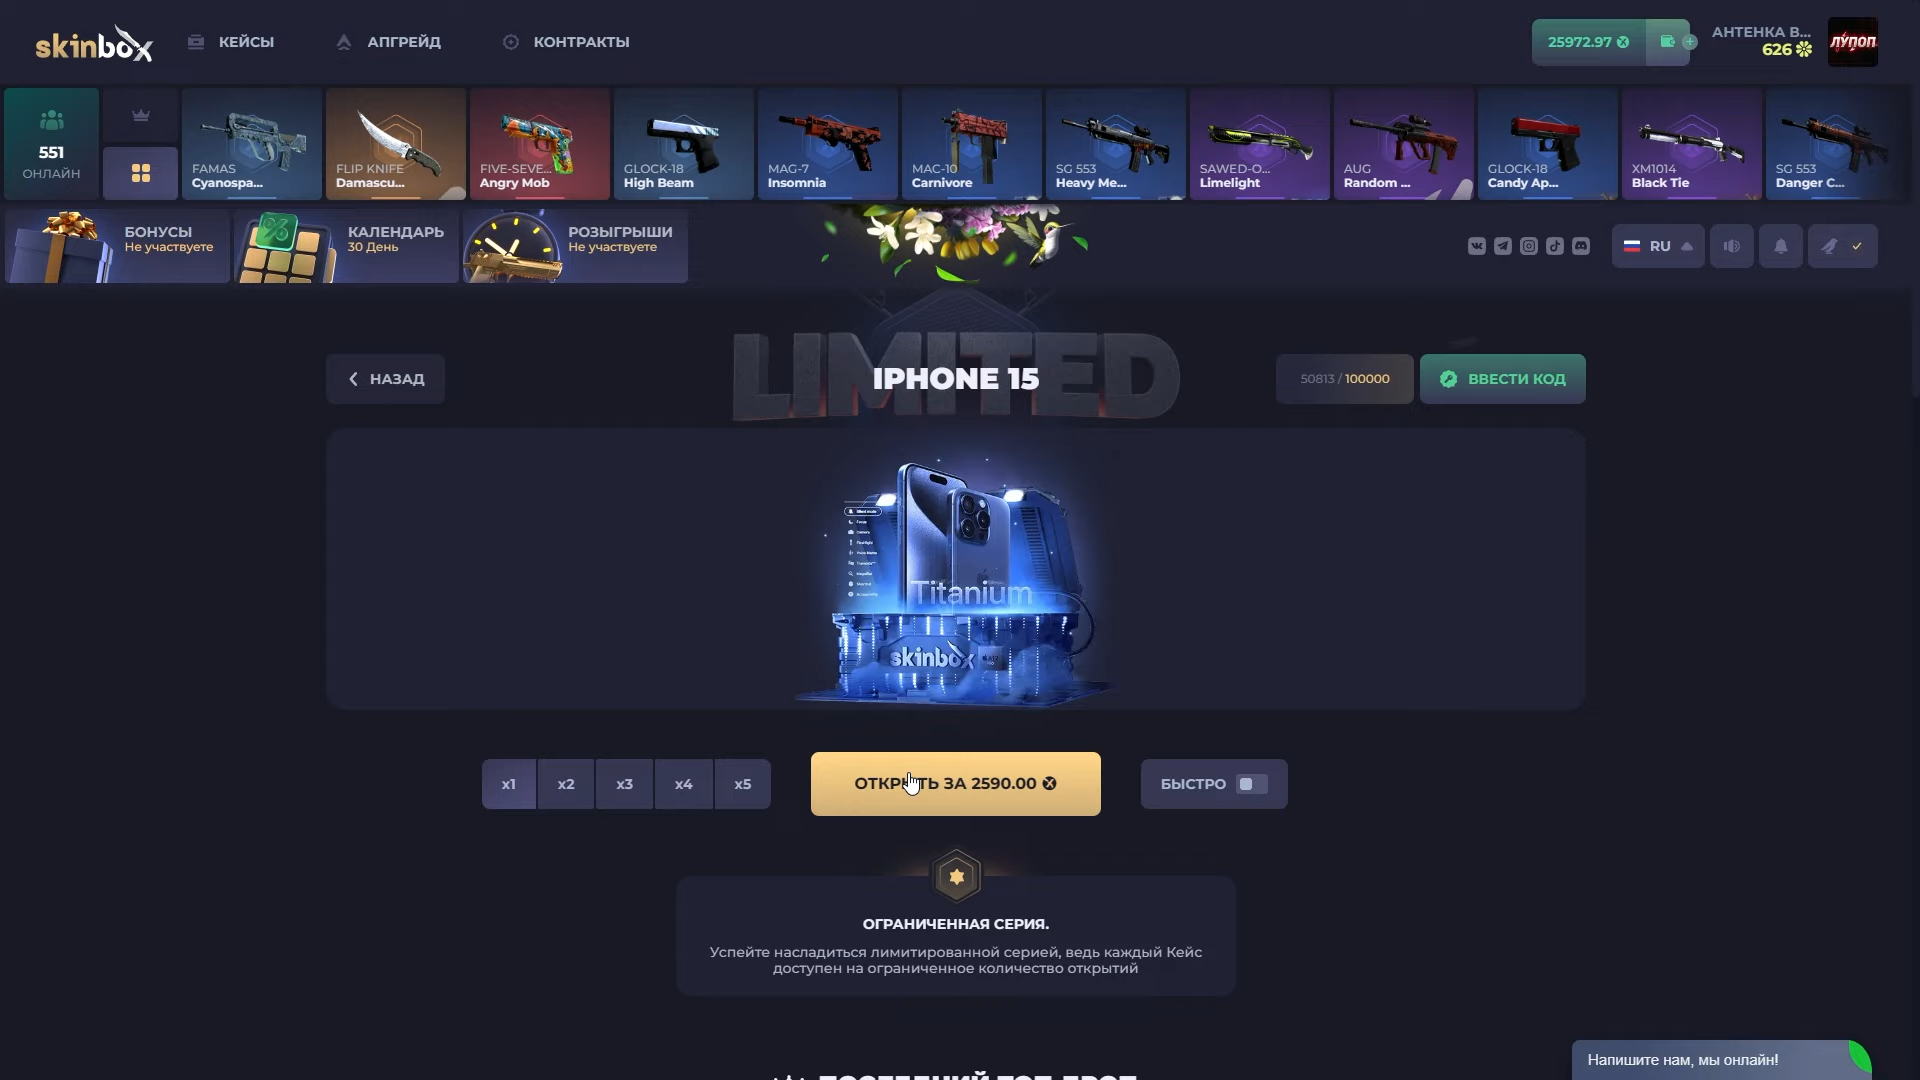 skinbox
КЕЙСЫ
АПГРЕЙД
КОНТРАКТЫ
25972.97
АНТЕНКА В...
626
ЛУПОП
551
ОНЛАЙН
FAMAS
Cyanospa...
FLIP KNIFE
Damascu...
FIVE-SEVE...
Angry Mob
GLOCK-18
High Beam
MAG-7
Insomnia
MAC-10
Carnivore
SG 553
Heavy Me...
SAWED-O...
Limelight
AUG
Random ...
GLOCK-18
Candy Ap...
XM1014
Black Tie
SG 553
Danger C...
БОНУСЫ
Не участвуете
КАЛЕНДАРЬ
30 День
РОЗЫГРЫШИ
Не участвуете
RU
LIMITED
НАЗАД
IPHONE 15
50813 / 100000
ВВЕСТИ КОД
Titanium
skinbox
x1
x2
x3
x4
x5
ОТКРЫТЬ ЗА 2590.00
БЫСТРО
ОГРАНИЧЕННАЯ СЕРИЯ.
Успейте насладиться лимитированной серией, ведь каждый Кейс
доступен на ограниченное количество открытий
Напишите нам, мы онлайн!
ПОСЛЕДНИЙ ТОП ДРОП